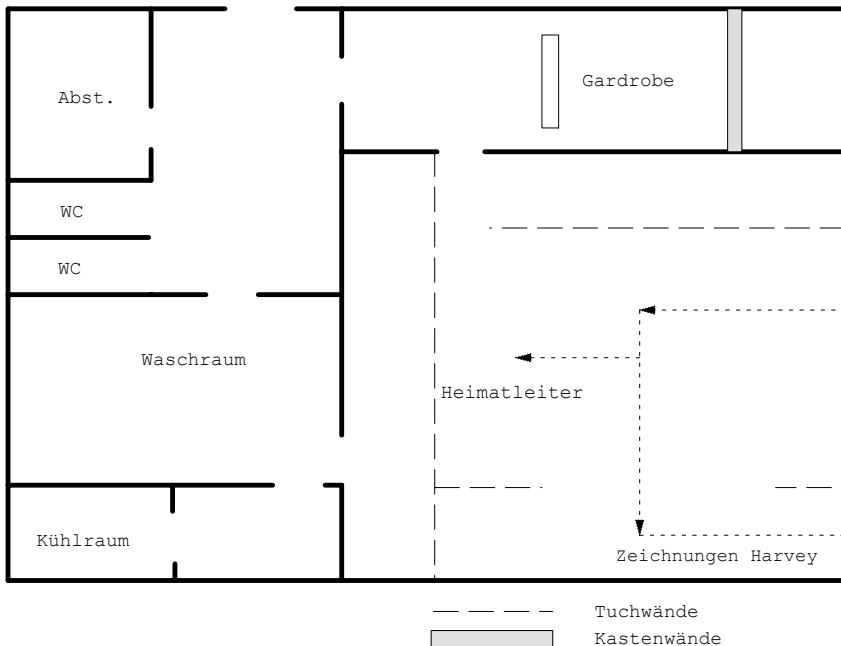 Gardrobe
Abst.
WC
WC
Waschraum
Heimatleiter
Kühlraum
Zeichnungen Harvey
Tuchwände
Kastenwände